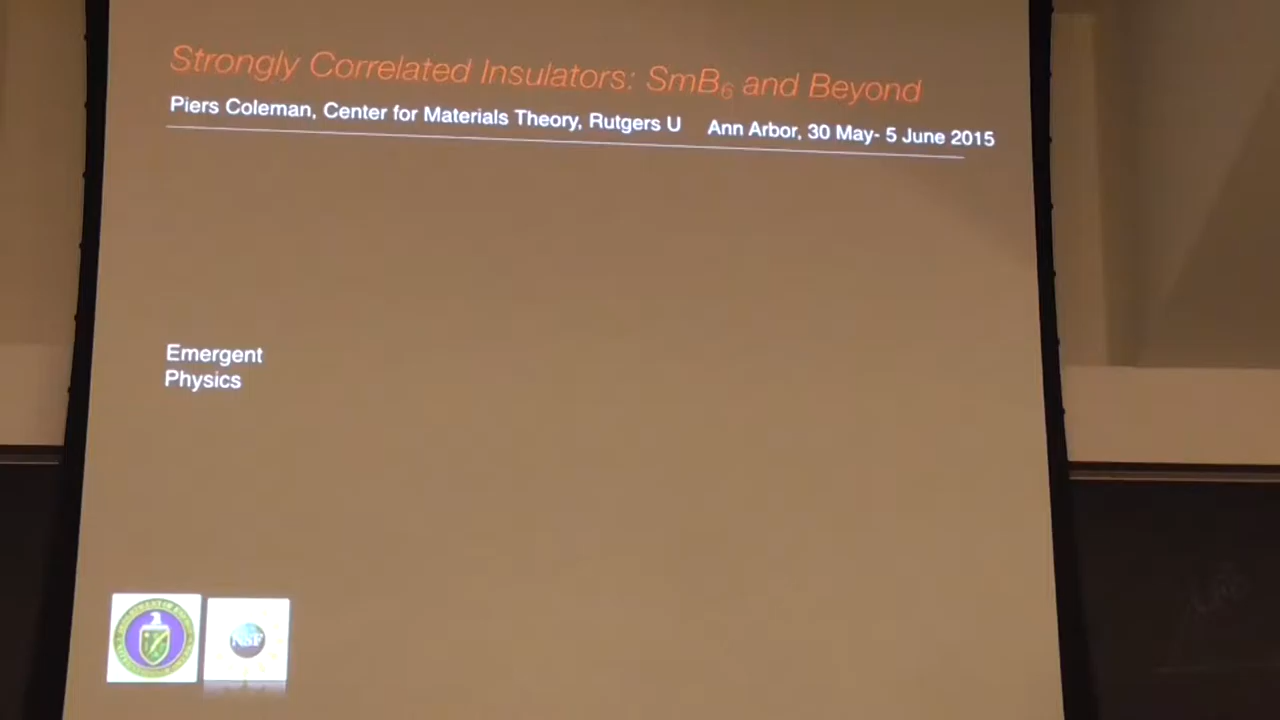 Strongly Correlated Insulators: SmB₆ and Beyond
Piers Coleman, Center for Materials Theory, Rutgers U Ann Arbor, 30 May- 5 June 2015
Emergent
Physics
NSF